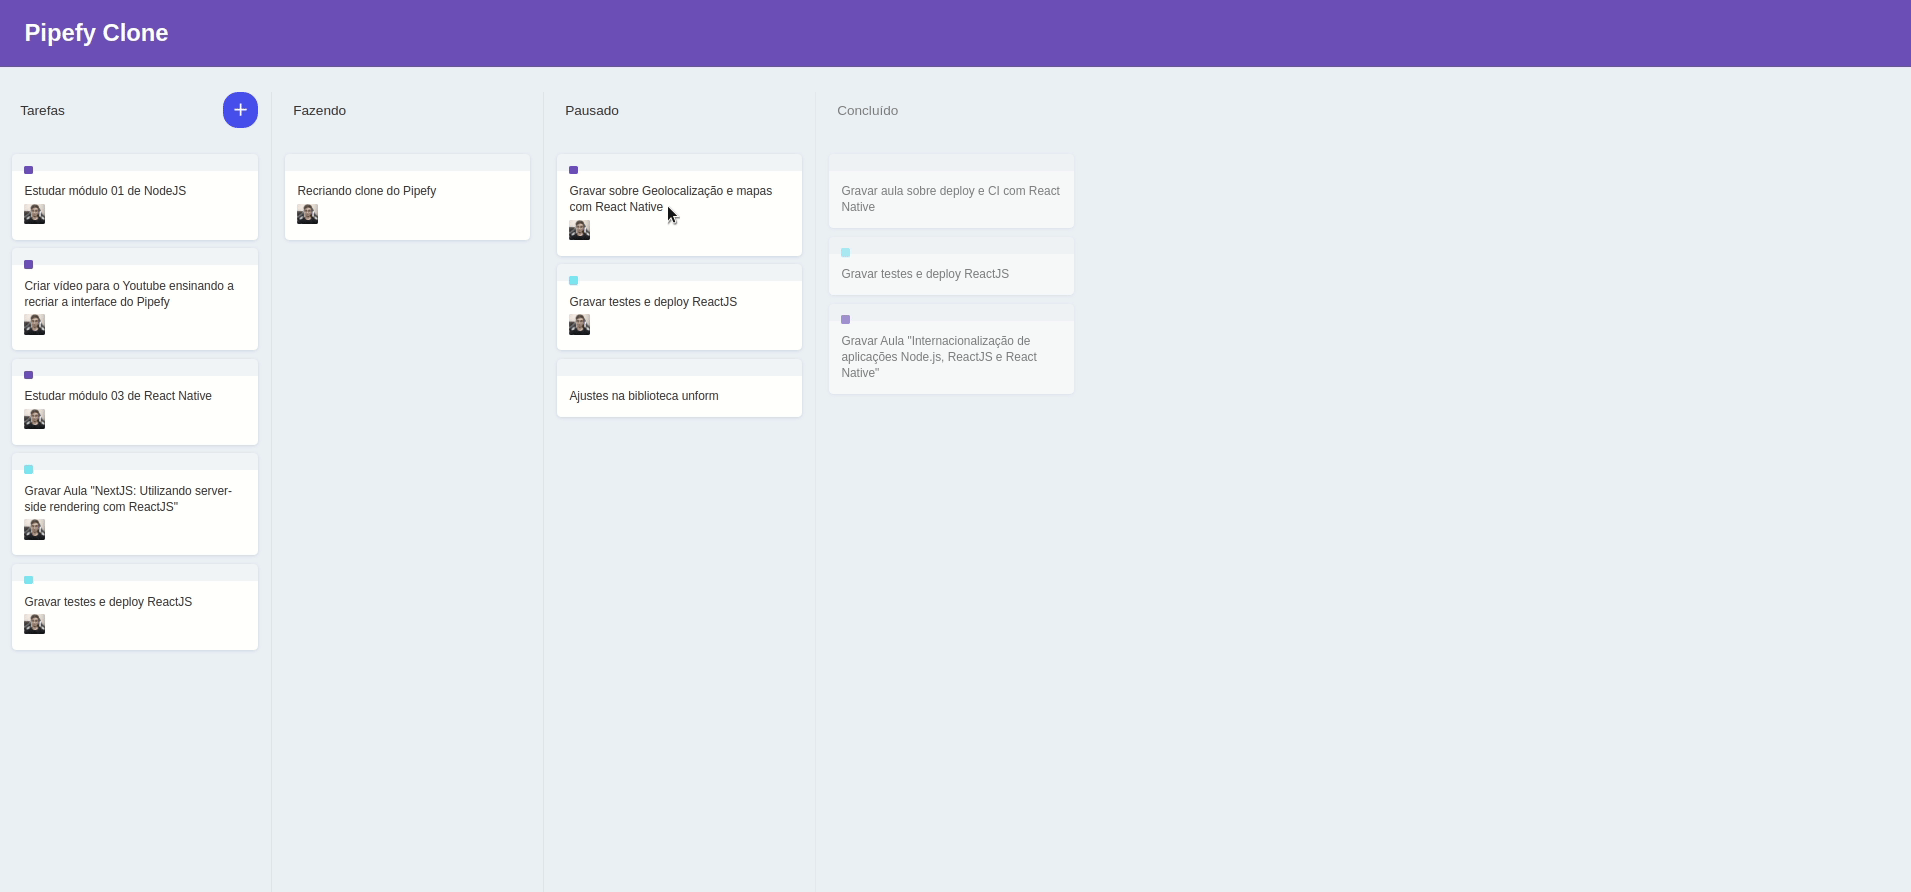 Pipefy Clone
Tarefas
Estudar módulo 01 de NodeJS
Criar vídeo para o Youtube ensinando a
recriar a interface do Pipefy
Estudar módulo 03 de React Native
Gravar Aula "NextJS: Utilizando server-
side rendering com ReactJS"
Gravar testes e deploy ReactJS
Fazendo
Recriando clone do Pipefy
Pausado
Gravar sobre Geolocalização e mapas
com React Native
Gravar testes e deploy ReactJS
Ajustes na biblioteca unform
Concluído
Gravar aula sobre deploy e CI com React
Native
Gravar testes e deploy ReactJS
Gravar Aula "Internacionalização de
aplicações Node.js, ReactJS e React
Native"